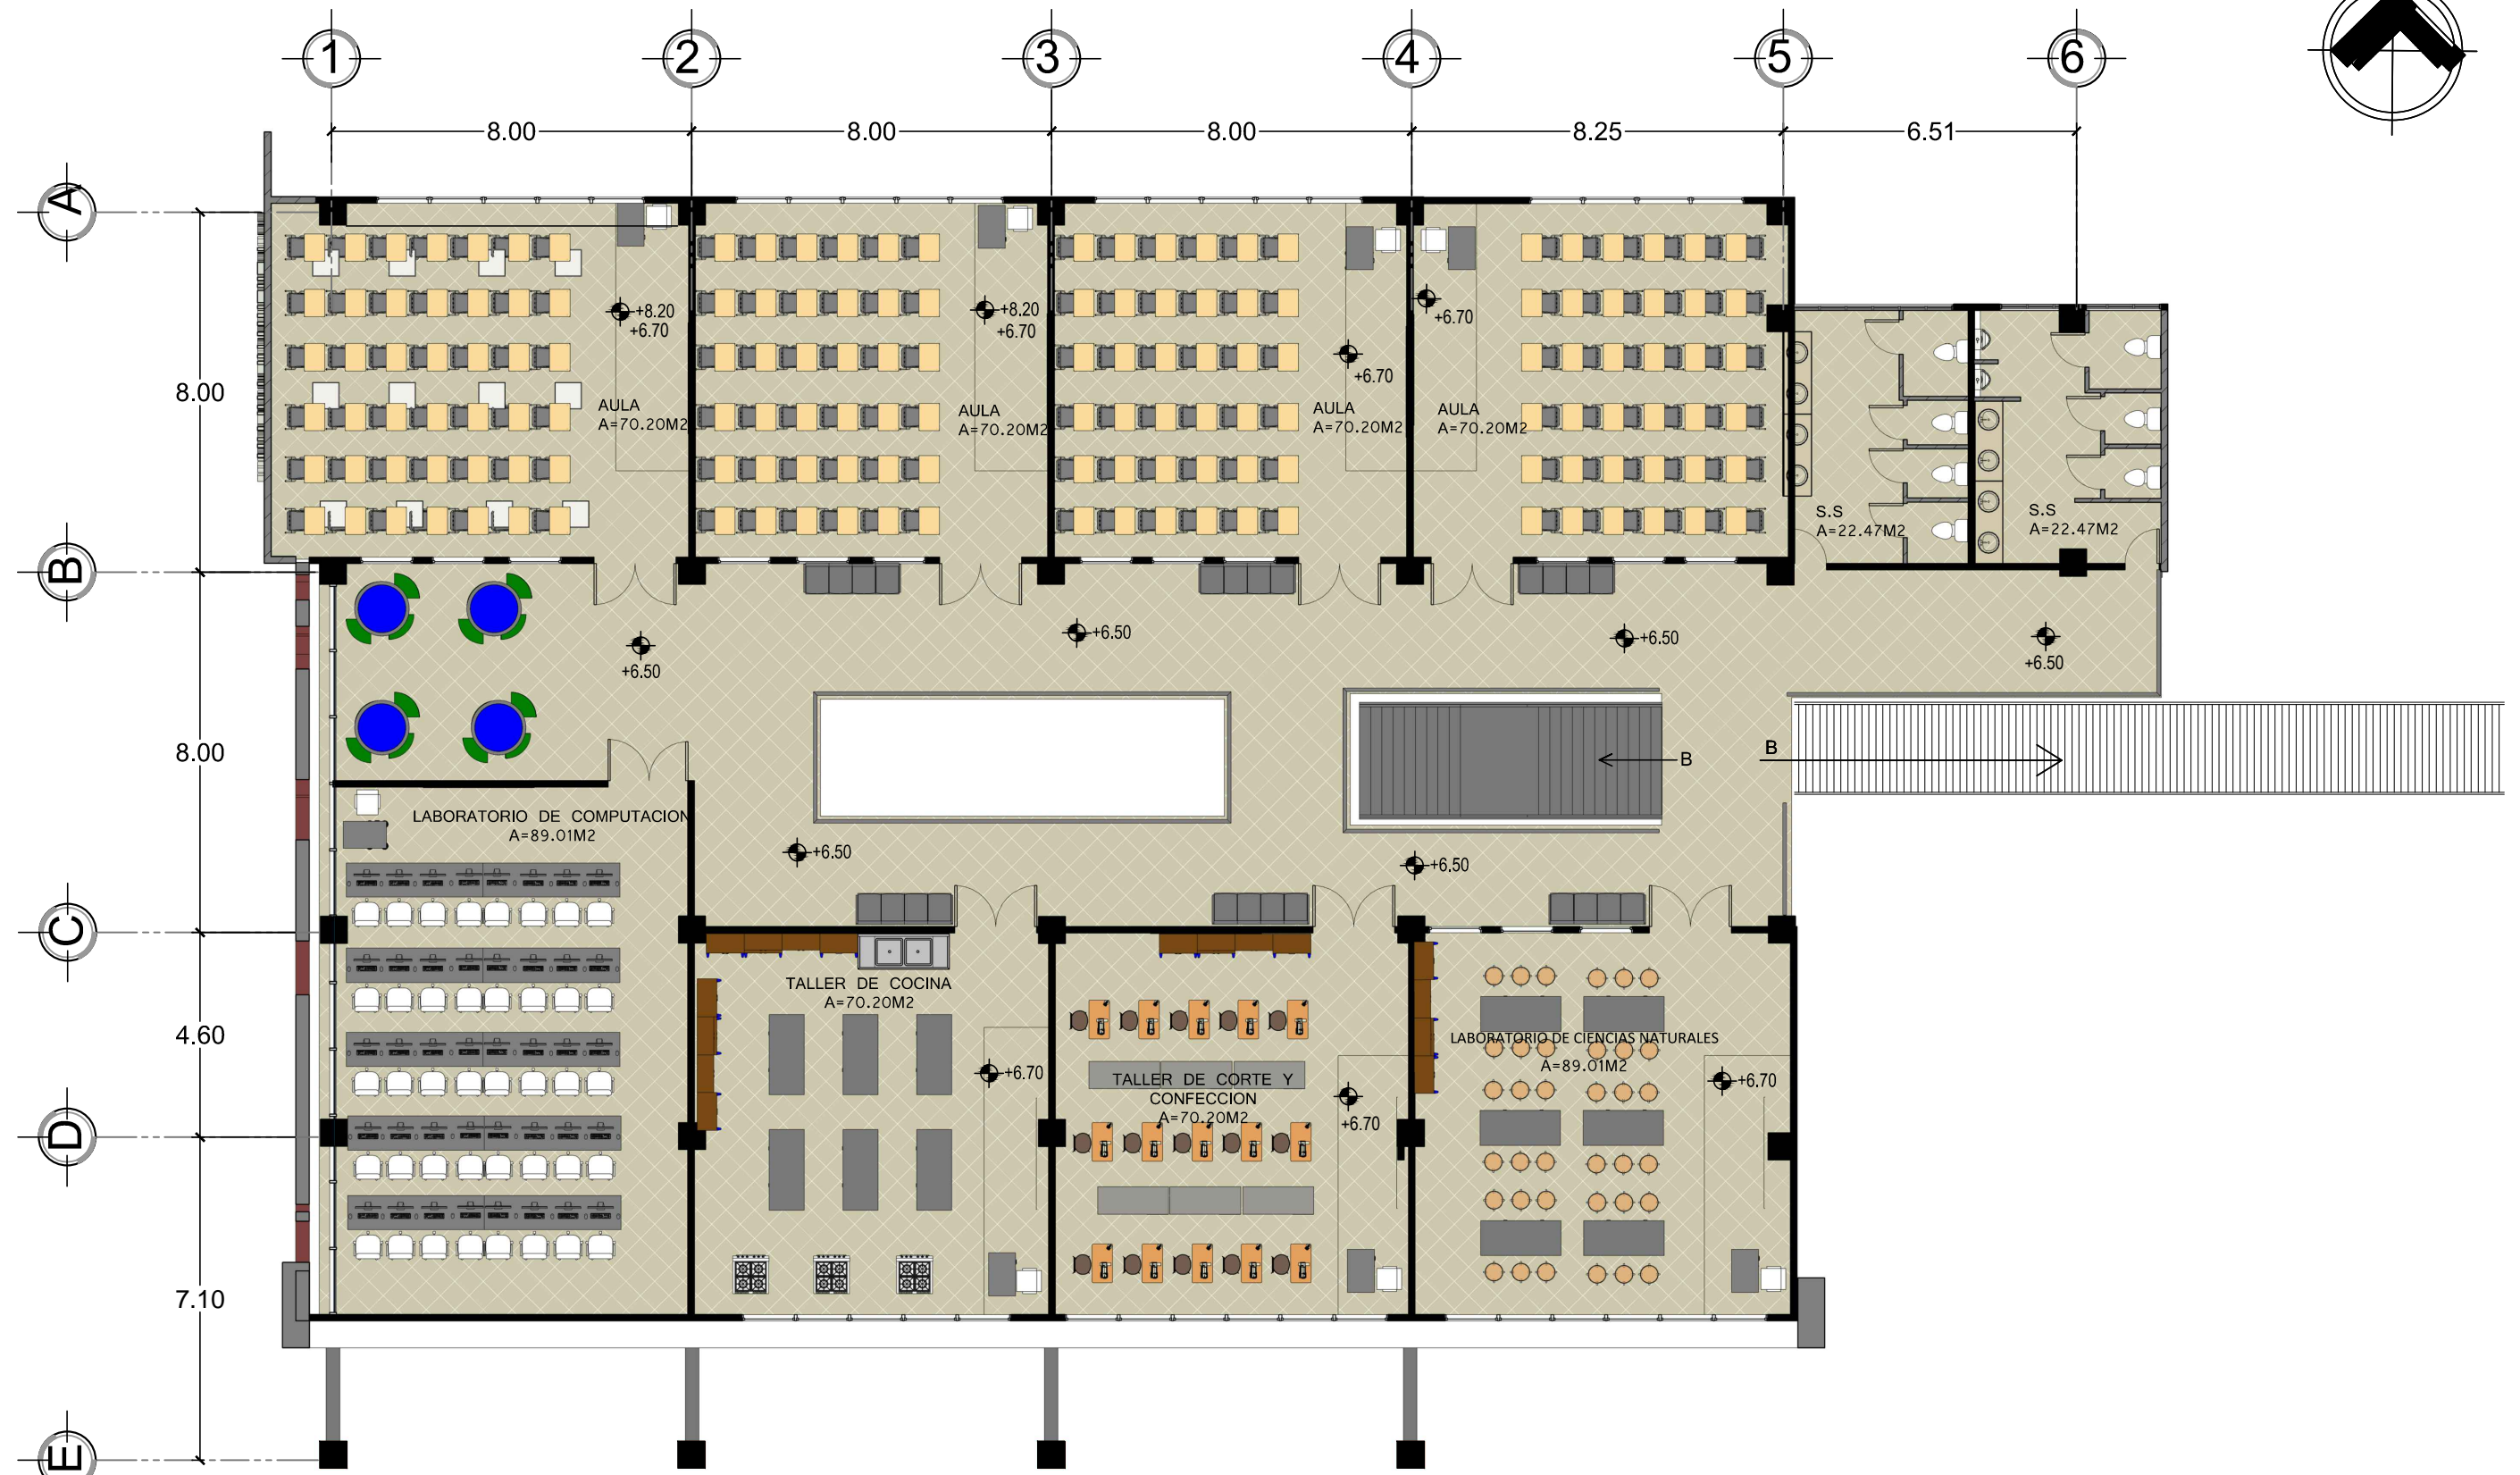 1 2 3 4 5 6
8.00 8.00 8.00 8.25 6.51
A
+8.20
+6.70
+8.20
+6.70
+6.70
+6.70
8.00
AULA
A=70.20M2
AULA
A=70.20M2
AULA
A=70.20M2
AULA
A=70.20M2
S.S
A=22.47M2
S.S
A=22.47M2
B
+6.50
+6.50
+6.50
+6.50
8.00
B
B
LABORATORIO DE COMPUTACION
A=89.01M2
+6.50
+6.50
C
TALLER DE COCINA
A=70.20M2
4.60
LABORATORIO DE CIENCIAS NATURALES
A=89.01M2
+6.70
TALLER DE CORTE Y
CONFECCION
A=70.20M2
+6.70
+6.70
D
7.10
E